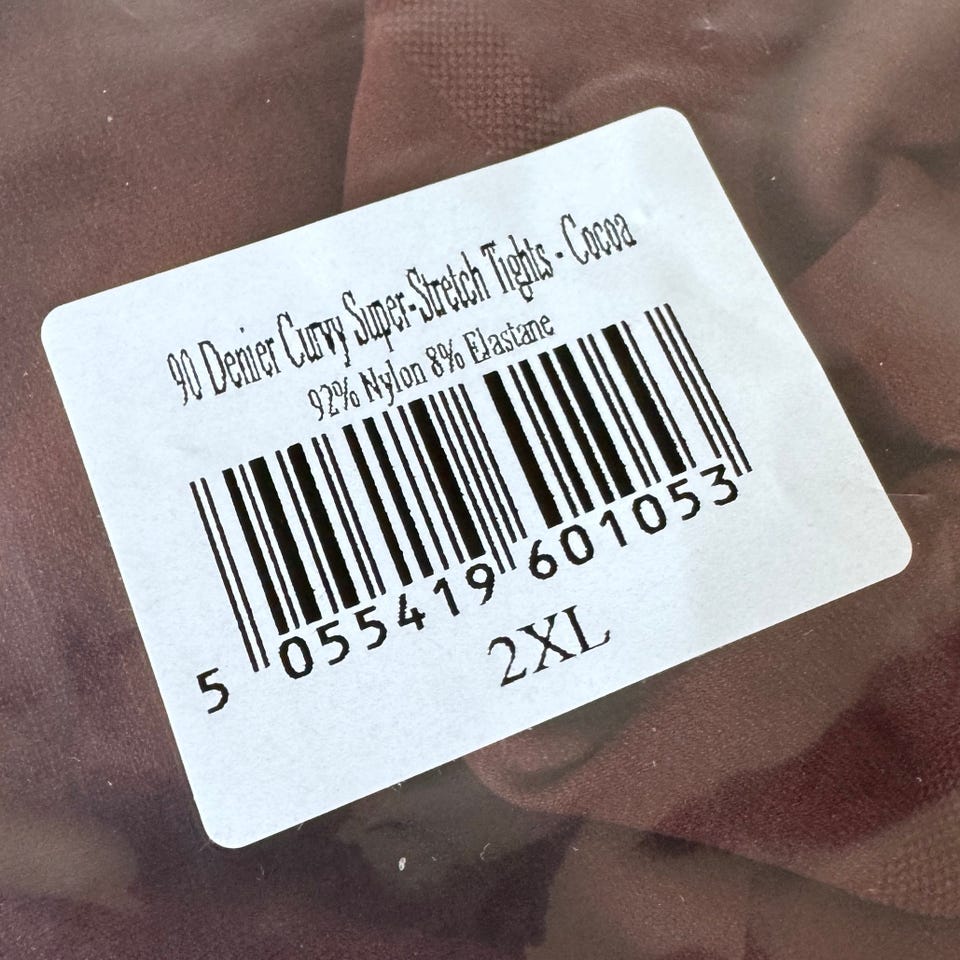 90 Denier Curvy Super-Stretch Tights - Cocoa
92% Nylon 8% Elastane
5 055419 601053
2XL